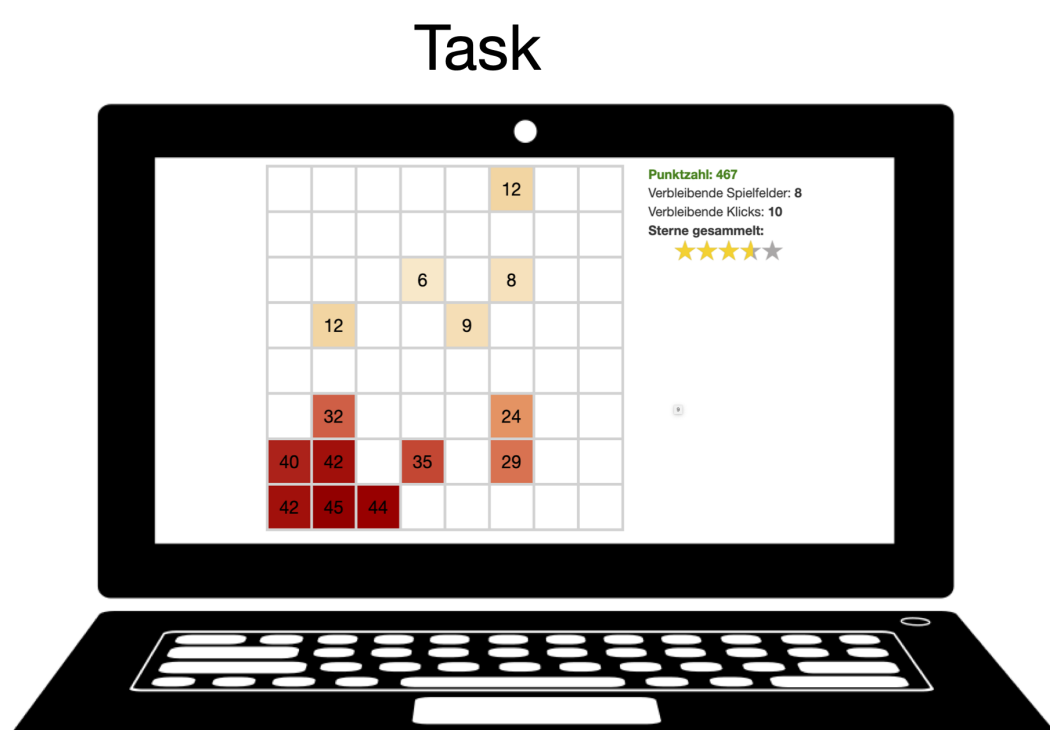 Task
12
Punktzahl: 467
Verbleibende Spielfelder: 8
Verbleibende Klicks: 10
Sterne gesammelt:
6 8
12 9
32 24
40 42 35 29
42 45 44